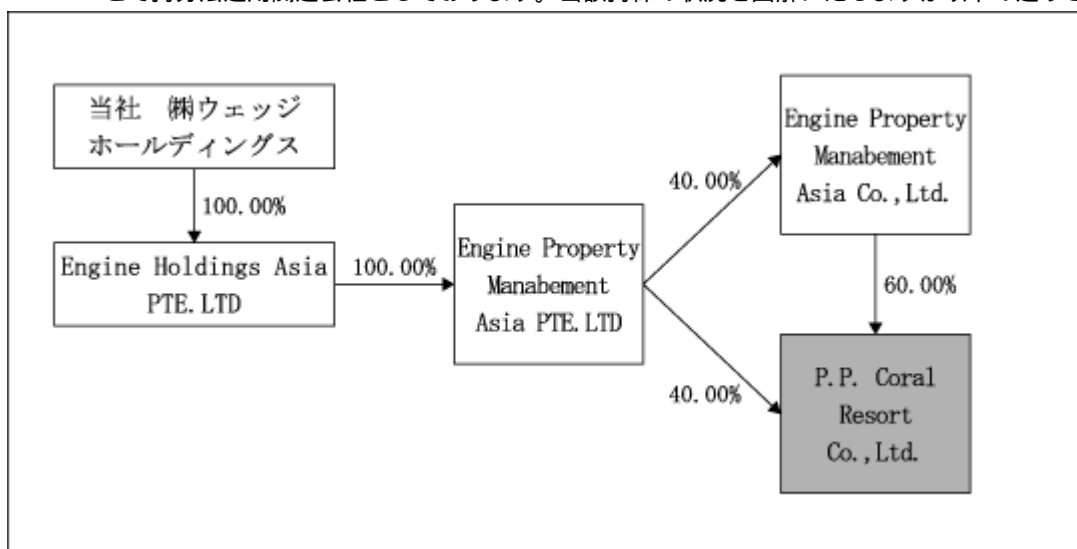 当社　㈱ウェッジ
ホールディングス
100.00%
Engine Holdings Asia
PTE.LTD
100.00%
Engine Property
Manabement
Asia PTE.LTD
40.00%
Engine Property
Manabement
Asia Co.,Ltd.
60.00%
40.00%
P.P. Coral
Resort
Co.,Ltd.